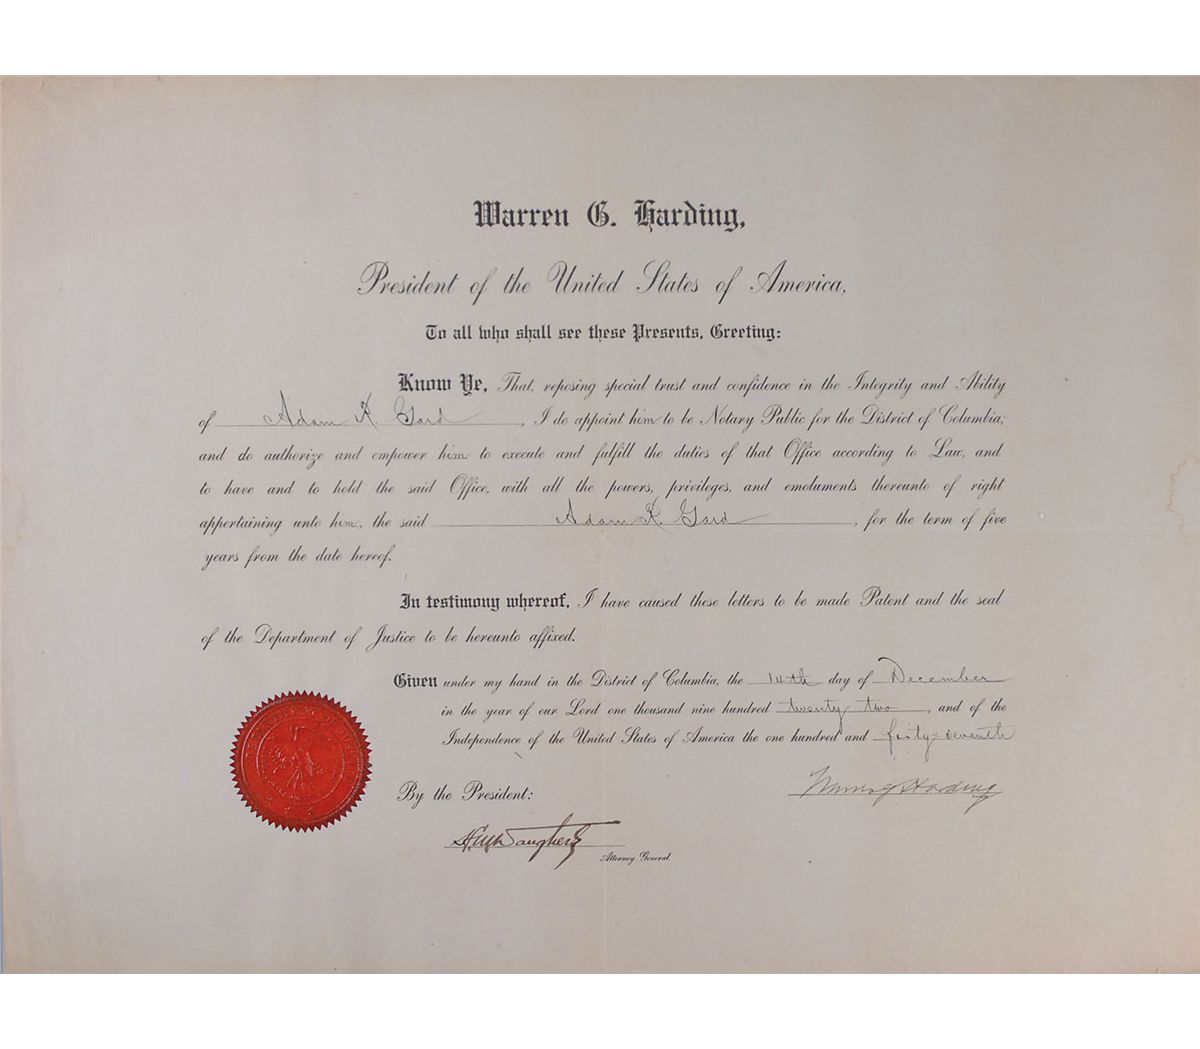 Warren G. Harding,
President of the United States of America,
To all who shall see these Presents, Greeting:
Know Ye, That, reposing special trust and confidence in the Integrity and Ability
of Adam R. Gard, I do appoint him to be Notary Public for the District of Columbia;
and do authorize and empower him to execute and fulfill the duties of that Office according to Law, and
to have and to hold the said Office, with all the powers, privileges, and emoluments thereunto of right
appertaining unto him, the said Adam R. Gard, for the term of five
years from the date hereof.
In testimony whereof, I have caused these letters to be made Patent and the seal
of the Department of Justice to be hereunto affixed.
Given under my hand in the District of Columbia, the 14th day of December
in the year of our Lord one thousand nine hundred twenty two, and of the
Independence of the United States of America the one hundred and forty-seventh
Warren G Harding
By the President:
H M Daugherty
Attorney General.